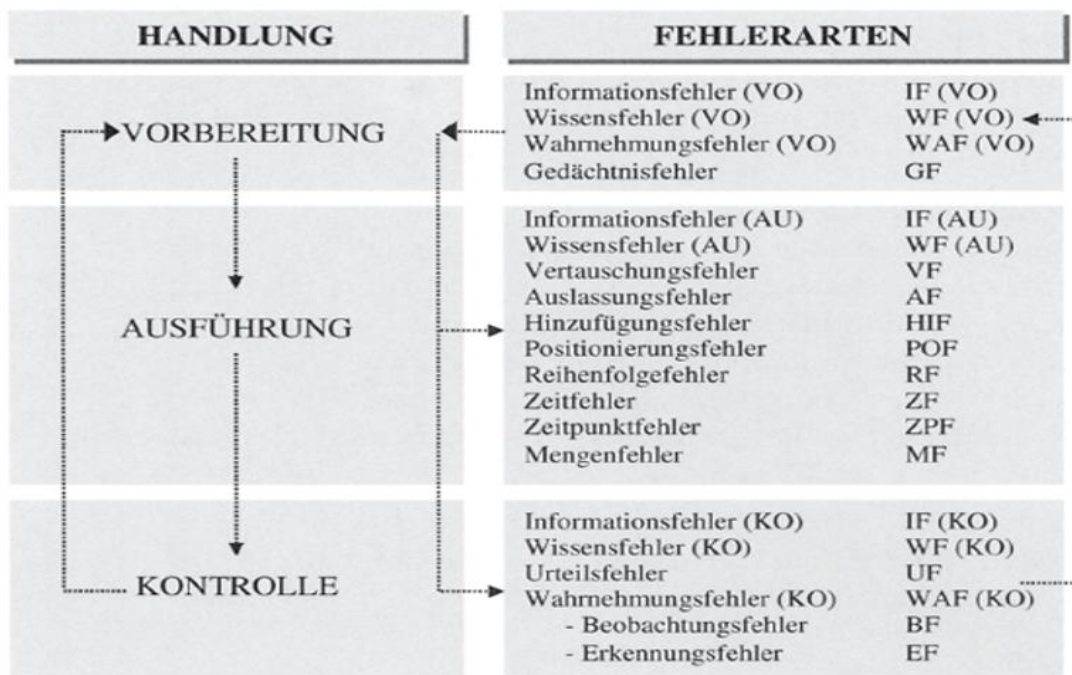 HANDLUNG
FEHLERARTEN
VORBEREITUNG
Informationsfehler (VO) IF (VO)
Wissensfehler (VO) WF (VO)
Wahrnehmungsfehler (VO) WAF (VO)
Gedächtnisfehler GF
AUSFÜHRUNG
Informationsfehler (AU) IF (AU)
Wissensfehler (AU) WF (AU)
Vertauschungsfehler VF
Auslassungsfehler AF
Hinzufügungsfehler HIF
Positionierungsfehler POF
Reihenfolgefehler RF
Zeitfehler ZF
Zeitpunktfehler ZPF
Mengenfehler MF
KONTROLLE
Informationsfehler (KO) IF (KO)
Wissensfehler (KO) WF (KO)
Urteilsfehler UF
Wahrnehmungsfehler (KO) WAF (KO)
- Beobachtungsfehler BF
- Erkennungsfehler EF